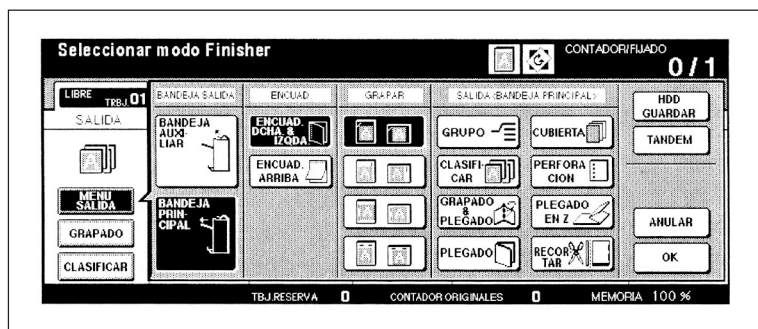 Seleccionar modo Finisher
CONTADOR/FIJADO
0/1
LIBRE TRBJ. 01
SALIDA
MENU
SALIDA
GRAPADO
CLASIFICAR
BANDEJA SALIDA
BANDEJA
AUXI-
LIAR
BANDEJA
PRIN-
CIPAL
ENCUAD
ENCUAD.
DCHA. &
IZQDA
ENCUAD.
ARRIBA
GRAPAR
SALIDA <BANDEJA PRINCIPAL>
GRUPO
CUBIERTA
CLASIFI-
CAR
PERFORA
CION
GRAPADO
&
PLEGADO
PLEGADO
EN Z
PLEGADO
RECOR
TAR
HDD
GUARDAR
TANDEM
ANULAR
OK
TBJ.RESERVA 0 CONTADOR ORIGINALES 0 MEMORIA 100 %